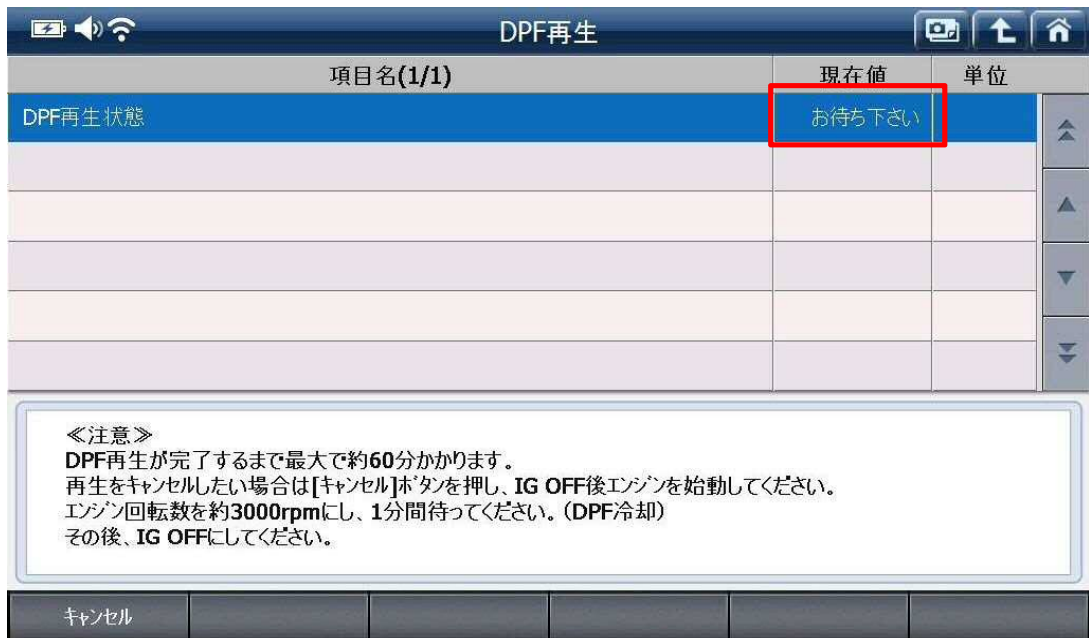 DPF再生
項目名(1/1) 現在値 単位
DPF再生状態 お待ち下さい
≪注意≫
DPF再生が完了するまで最大で約60分かかります。
再生をｷｬﾝｾﾙしたい場合は[ｷｬﾝｾﾙ]ﾎﾞﾀﾝを押し、IG OFF後ｴﾝｼﾞﾝを始動してください。
ｴﾝｼﾞﾝ回転数を約3000rpmにし、1分間待ってください。(DPF冷却)
その後、IG OFFにしてください。
ｷｬﾝｾﾙ